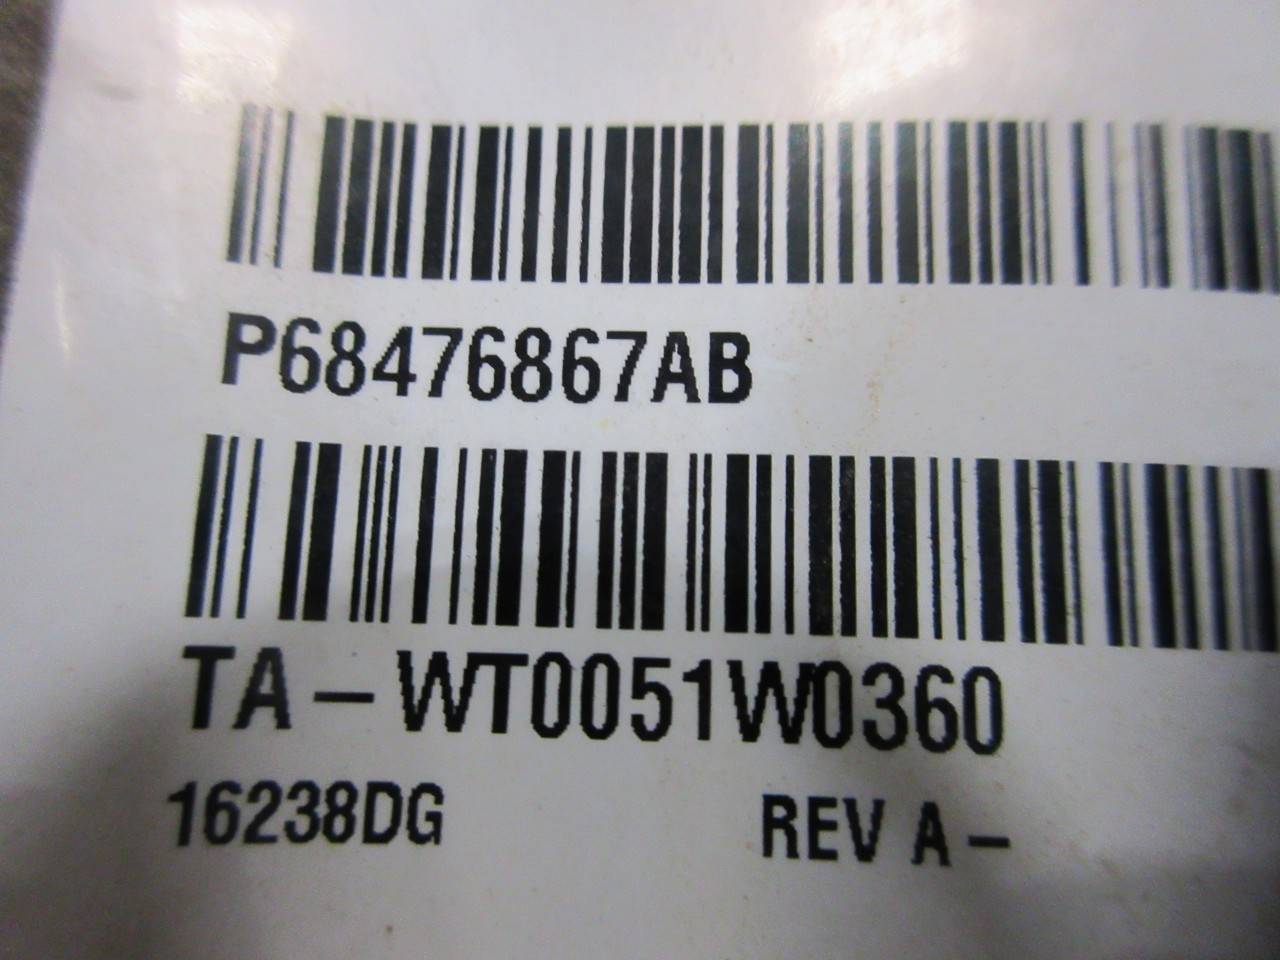 P68476867AB
TA-WT0051W0360
16238DG
REV A-